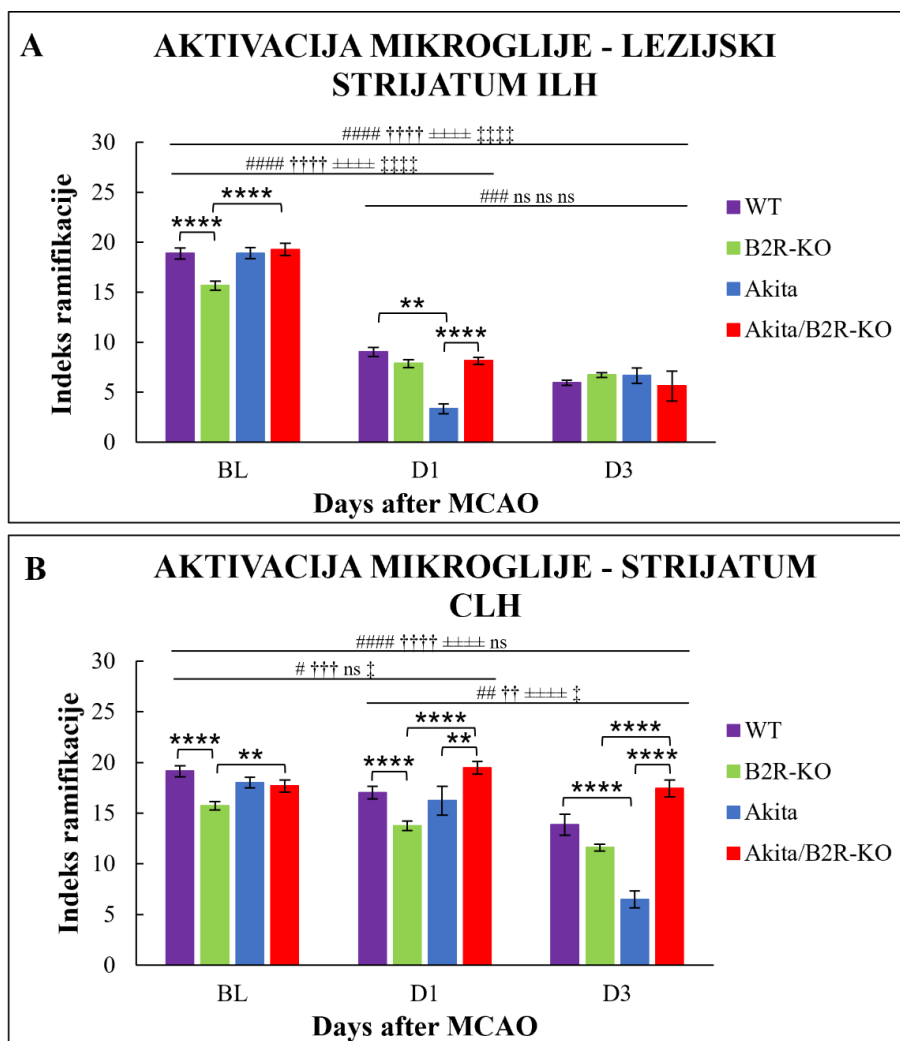 A
AKTIVACIJA MIKROGLIJE - LEZIJSKI
STRIJATUM ILH
#### †††† ±±±± ‡‡‡‡
#### †††† ±±±± ‡‡‡‡
### ns ns ns
**** ****
** ****
Indeks ramifikacije
30
25
20
15
10
5
0
BL D1 D3
Days after MCAO
WT
B2R-KO
Akita
Akita/B2R-KO
B
AKTIVACIJA MIKROGLIJE - STRIJATUM
CLH
#### †††† ±±±± ns
# ††† ns ‡
## †† ±±±± ‡
**** **
**** **** **
**** **** ****
Indeks ramifikacije
30
25
20
15
10
5
0
BL D1 D3
Days after MCAO
WT
B2R-KO
Akita
Akita/B2R-KO